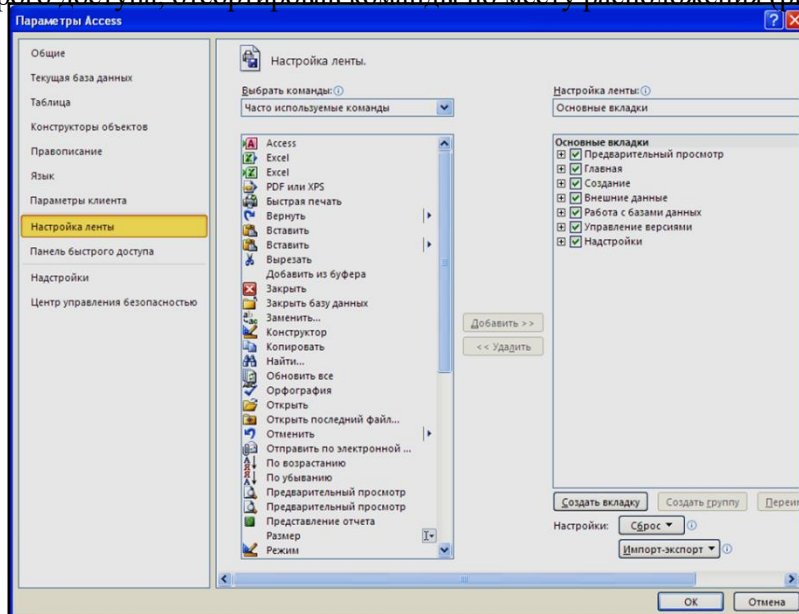 Параметры Access
Общие
Текущая база данных
Таблица
Конструкторы объектов
Правописание
Язык
Параметры клиента
Настройка ленты
Панель быстрого доступа
Надстройки
Центр управления безопасностью
Настройка ленты.
Выбрать команды:
Часто используемые команды
Access
Excel
Excel
PDF или XPS
Быстрая печать
Вернуть
Вставить
Вставить
Вырезать
Добавить из буфера
Закрыть
Закрыть базу данных
Заменить...
Конструктор
Копировать
Найти...
Обновить все
Орфография
Открыть
Открыть последний файл...
Отменить
Отправить по электронной ...
По возрастанию
По убыванию
Предварительный просмотр
Предварительный просмотр
Представление отчета
Размер
Режим
Добавить >>
<< Удалить
Настройка ленты:
Основные вкладки
Основные вкладки
Предварительный просмотр
Главная
Создание
Внешние данные
Работа с базами данных
Управление версиями
Надстройки
Создать вкладку
Создать группу
Настройки:
Сброс
Импорт-экспорт
ОК
Отмена